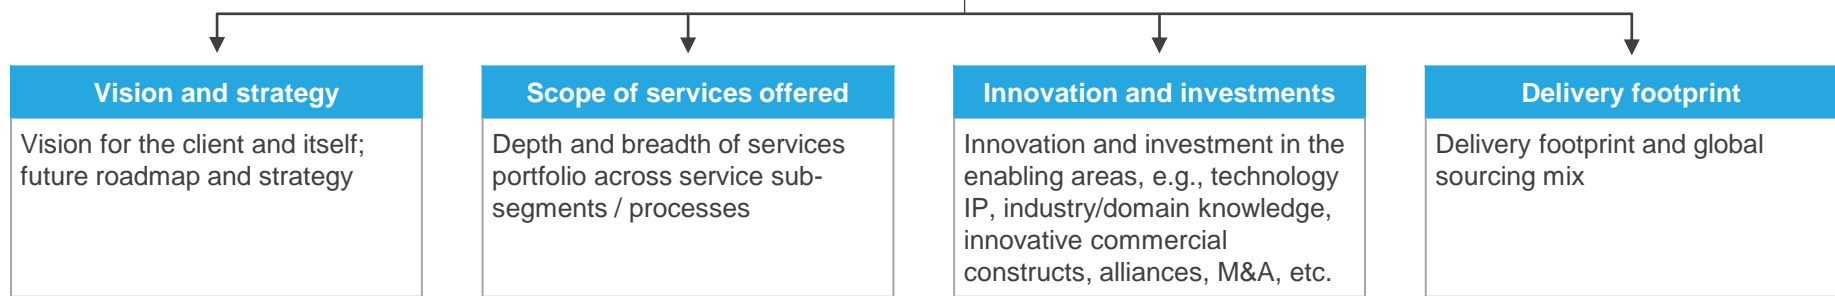 Vision and strategy
Vision for the client and itself;
future roadmap and strategy
Scope of services offered
Depth and breadth of services
portfolio across service sub-
segments / processes
Innovation and investments
Innovation and investment in the
enabling areas, e.g., technology
IP, industry/domain knowledge,
innovative commercial
constructs, alliances, M&A, etc.
Delivery footprint
Delivery footprint and global
sourcing mix